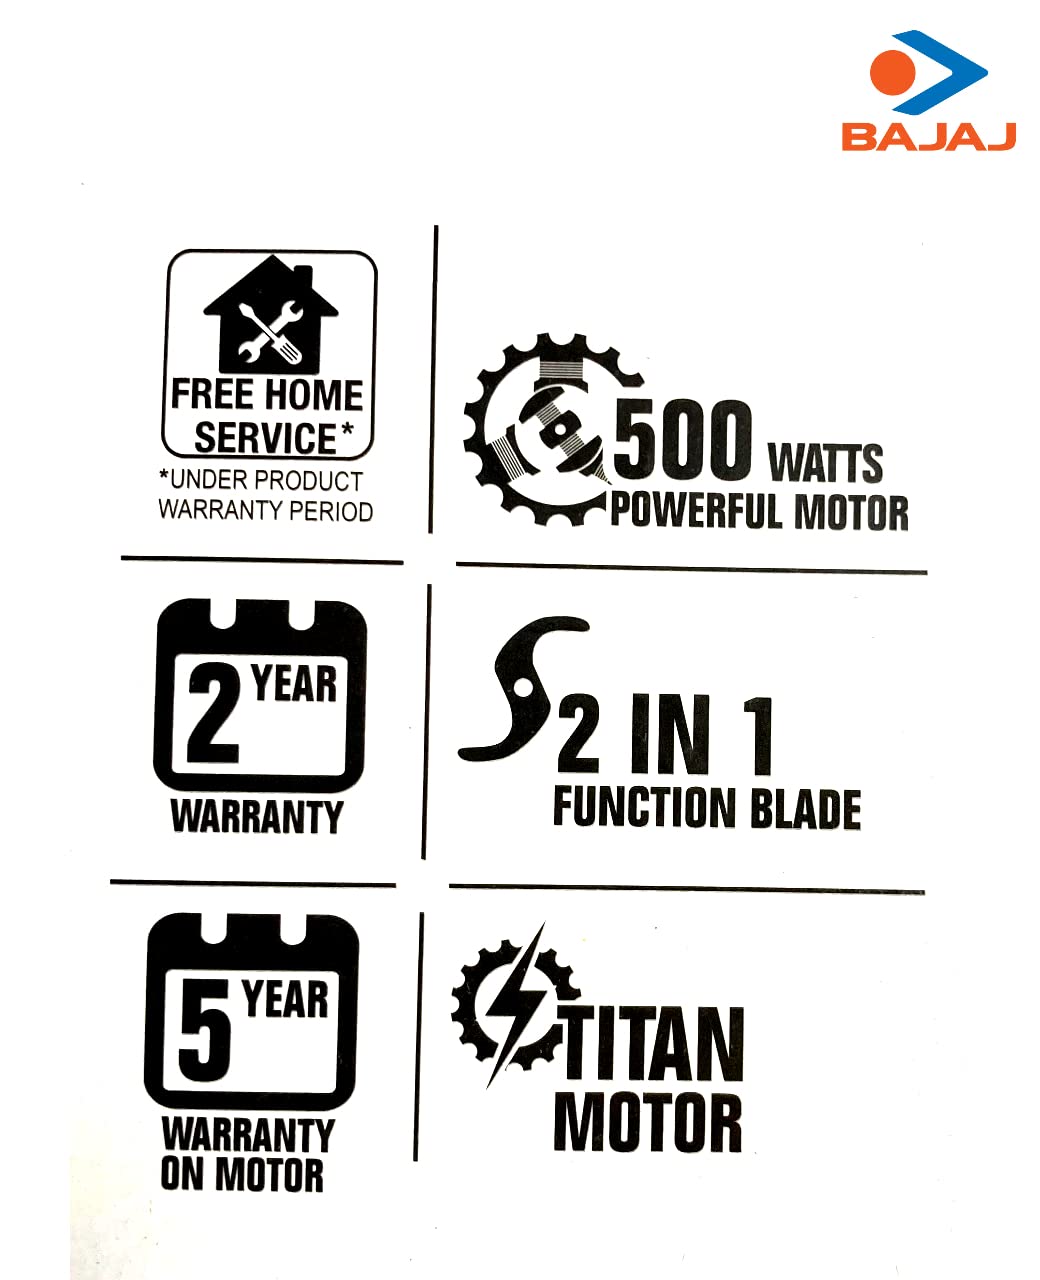 BAJAJ
FREE HOME
SERVICE*
*UNDER PRODUCT
WARRANTY PERIOD
500 WATTS
POWERFUL MOTOR
2 YEAR
WARRANTY
2 IN 1
FUNCTION BLADE
5 YEAR
WARRANTY
ON MOTOR
TITAN
MOTOR